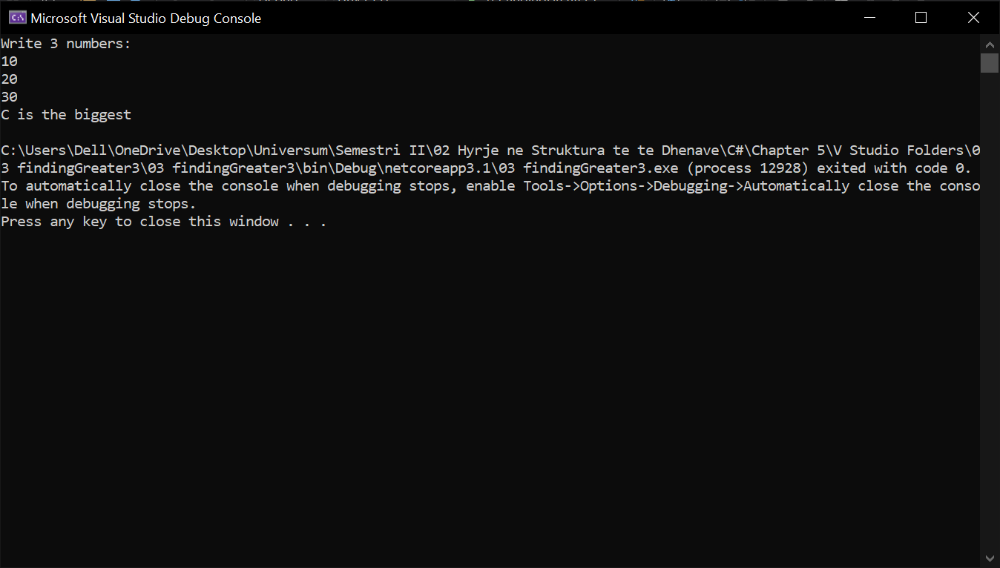 Microsoft Visual Studio Debug Console
Write 3 numbers:
10
20
30
C is the biggest
C:\Users\Dell\OneDrive\Desktop\Universum\Semestri II\02 Hyrje ne Struktura te te Dhenave\C#\Chapter 5\V Studio Folders\0
3 findingGreater3\03 findingGreater3\bin\Debug\netcoreapp3.1\03 findingGreater3.exe (process 12928) exited with code 0.
To automatically close the console when debugging stops, enable Tools->Options->Debugging->Automatically close the conso
le when debugging stops.
Press any key to close this window . . .